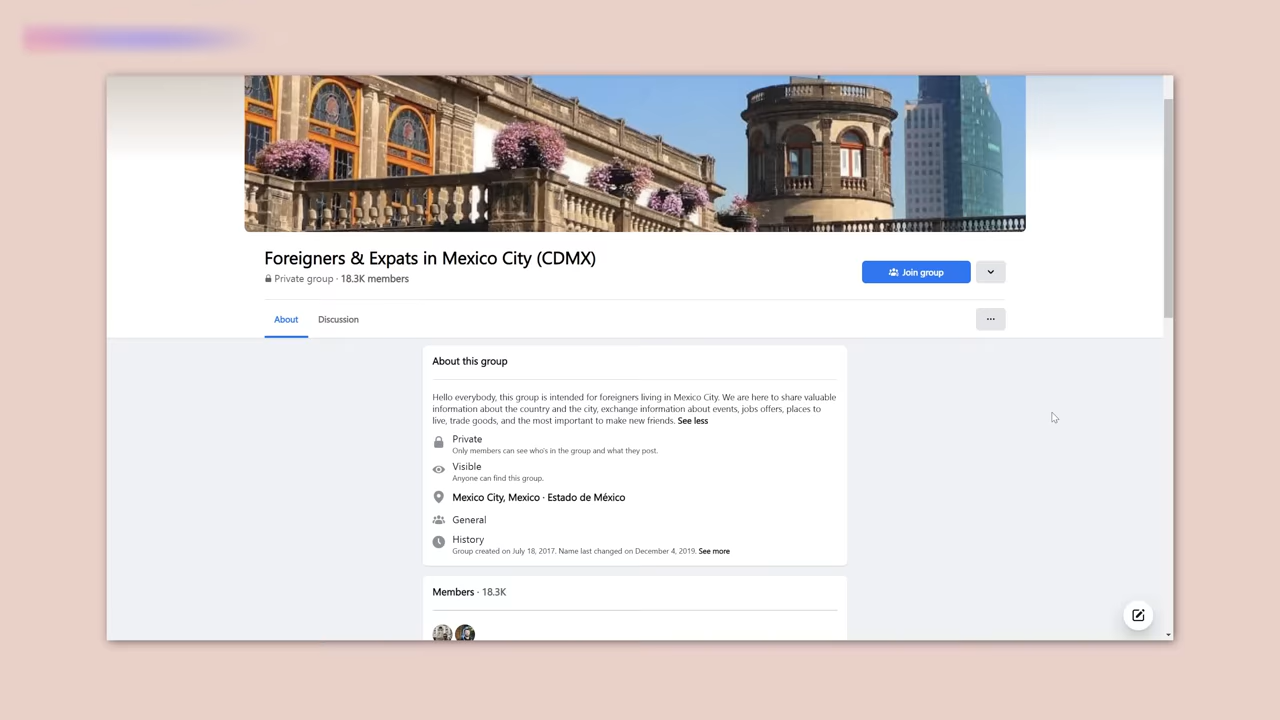 Foreigners & Expats in Mexico City (CDMX)
Private group · 18.3K members
Join group
About
Discussion
About this group
Hello everybody, this group is intended for foreigners living in Mexico City. We are here to share valuable
information about the country and the city, exchange information about events, jobs offers, places to
live, trade goods, and the most important to make new friends. See less
Private
Only members can see who's in the group and what they post.
Visible
Anyone can find this group.
Mexico City, Mexico · Estado de México
General
History
Group created on July 18, 2017. Name last changed on December 4, 2019. See more
Members · 18.3K